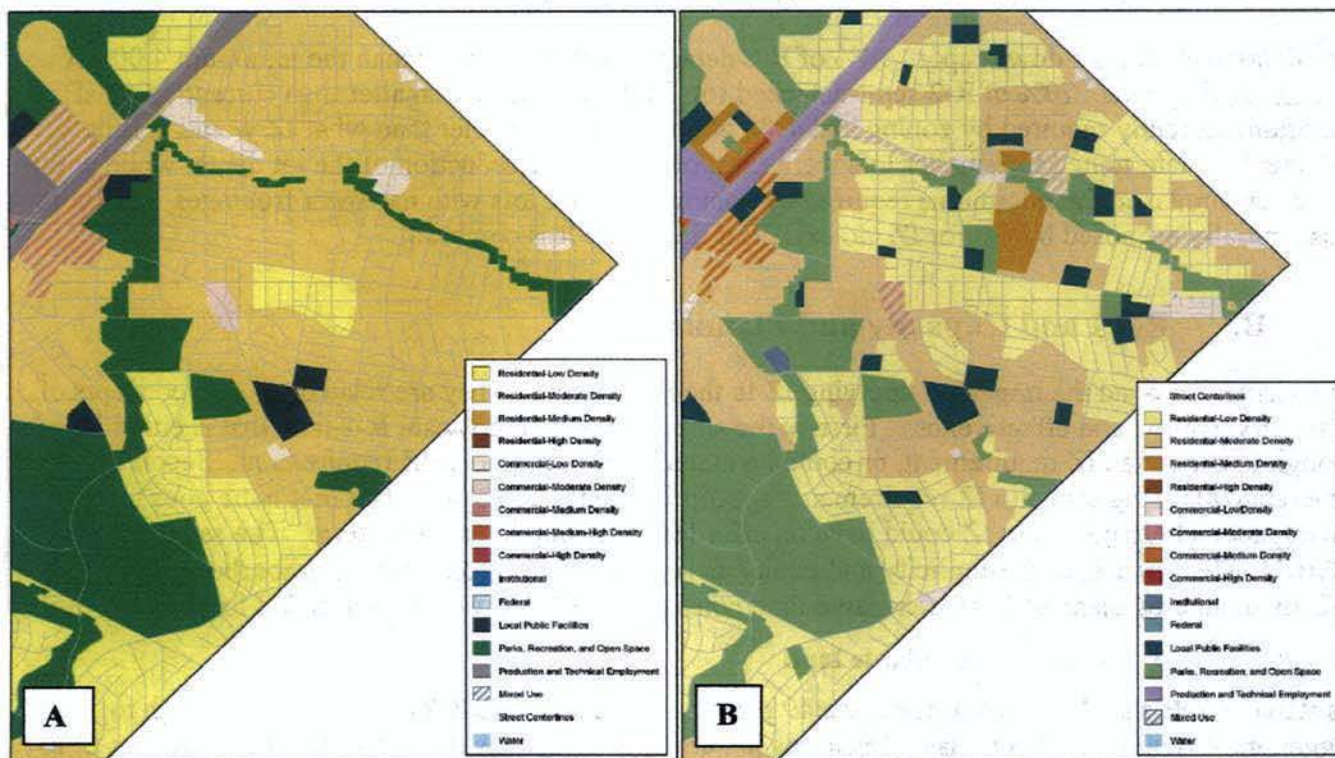 Residential-Low Density
Residential-Moderate Density
Residential-Medium Density
Residential-High Density
Commercial-Low Density
Commercial-Moderate Density
Commercial-Medium Density
Commercial-Medium-High Density
Commercial-High Density
Institutional
Federal
Local Public Facilities
Parks, Recreation, and Open Space
Production and Technical Employment
Mixed Use
Street Centerlines
Water
A
Street Centerlines
Residential-Low Density
Residential-Moderate Density
Residential-Medium Density
Residential-High Density
Commercial-LowDensity
Commercial-Moderate Density
Commercial-Medium Density
Commercial-High Density
Institutional
Federal
Local Public Facilities
Parks, Recreation, and Open Space
Production and Technical Employment
Mixed Use
Water
B